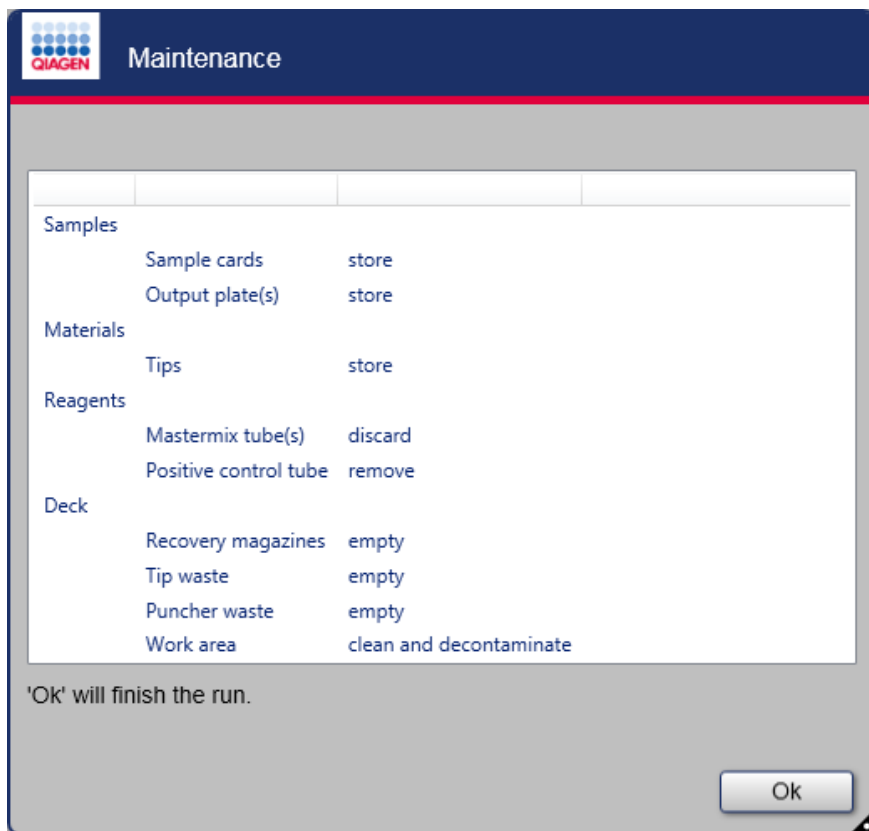 QIAGEN
Maintenance
Samples
Sample cards store
Output plate(s) store
Materials
Tips store
Reagents
Mastermix tube(s) discard
Positive control tube remove
Deck
Recovery magazines empty
Tip waste empty
Puncher waste empty
Work area clean and decontaminate
'Ok' will finish the run.
Ok